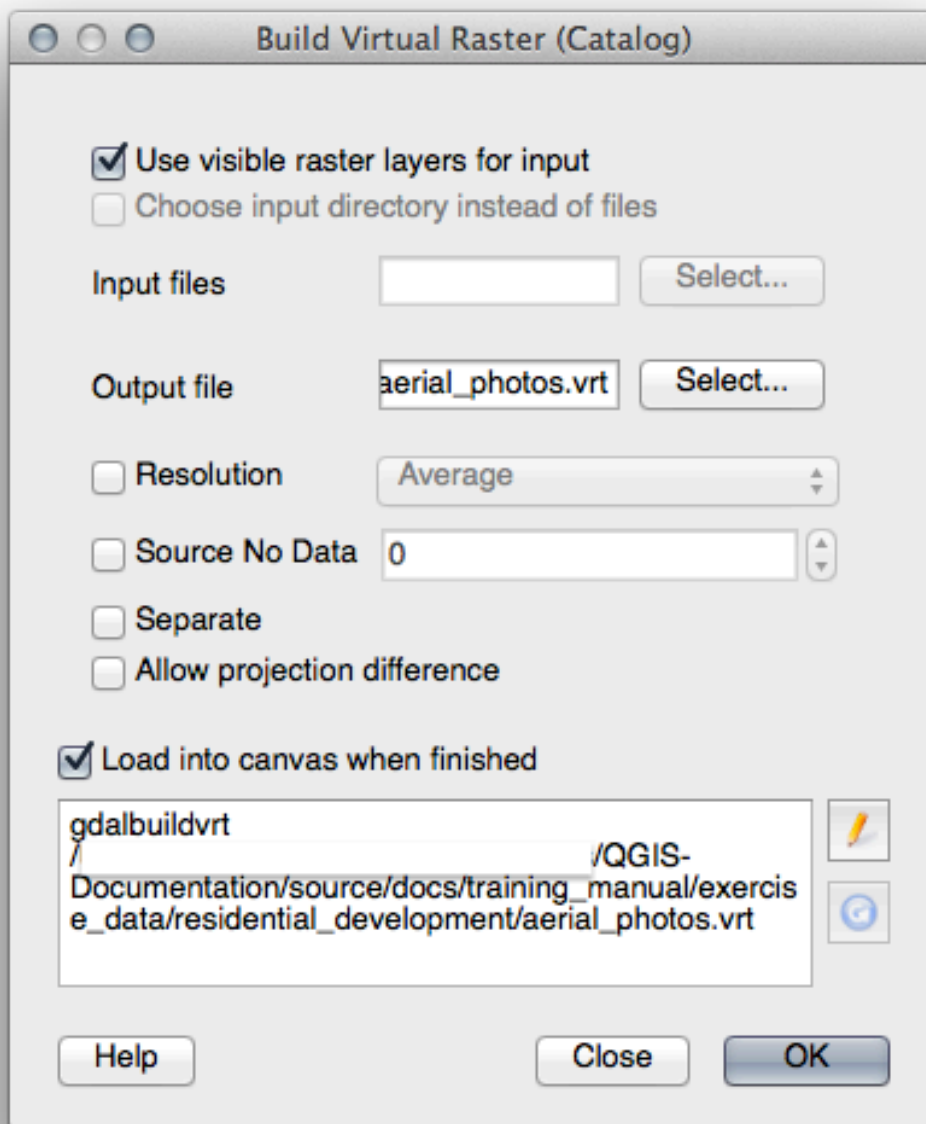 Build Virtual Raster (Catalog)
Use visible raster layers for input
Choose input directory instead of files
Input files
Select...
Output file
aerial_photos.vrt
Select...
Resolution
Average
Source No Data
0
Separate
Allow projection difference
Load into canvas when finished
gdalbuildvrt
/ /QGIS-
Documentation/source/docs/training_manual/exercis
e_data/residential_development/aerial_photos.vrt
Help
Close
OK